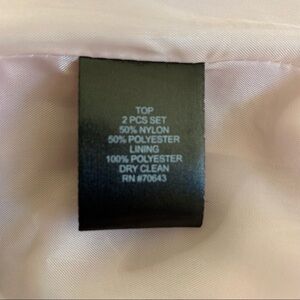 TOP
2 PCS SET
50% NYLON
50% POLYESTER
LINING
100% POLYESTER
DRY CLEAN
RN #70643